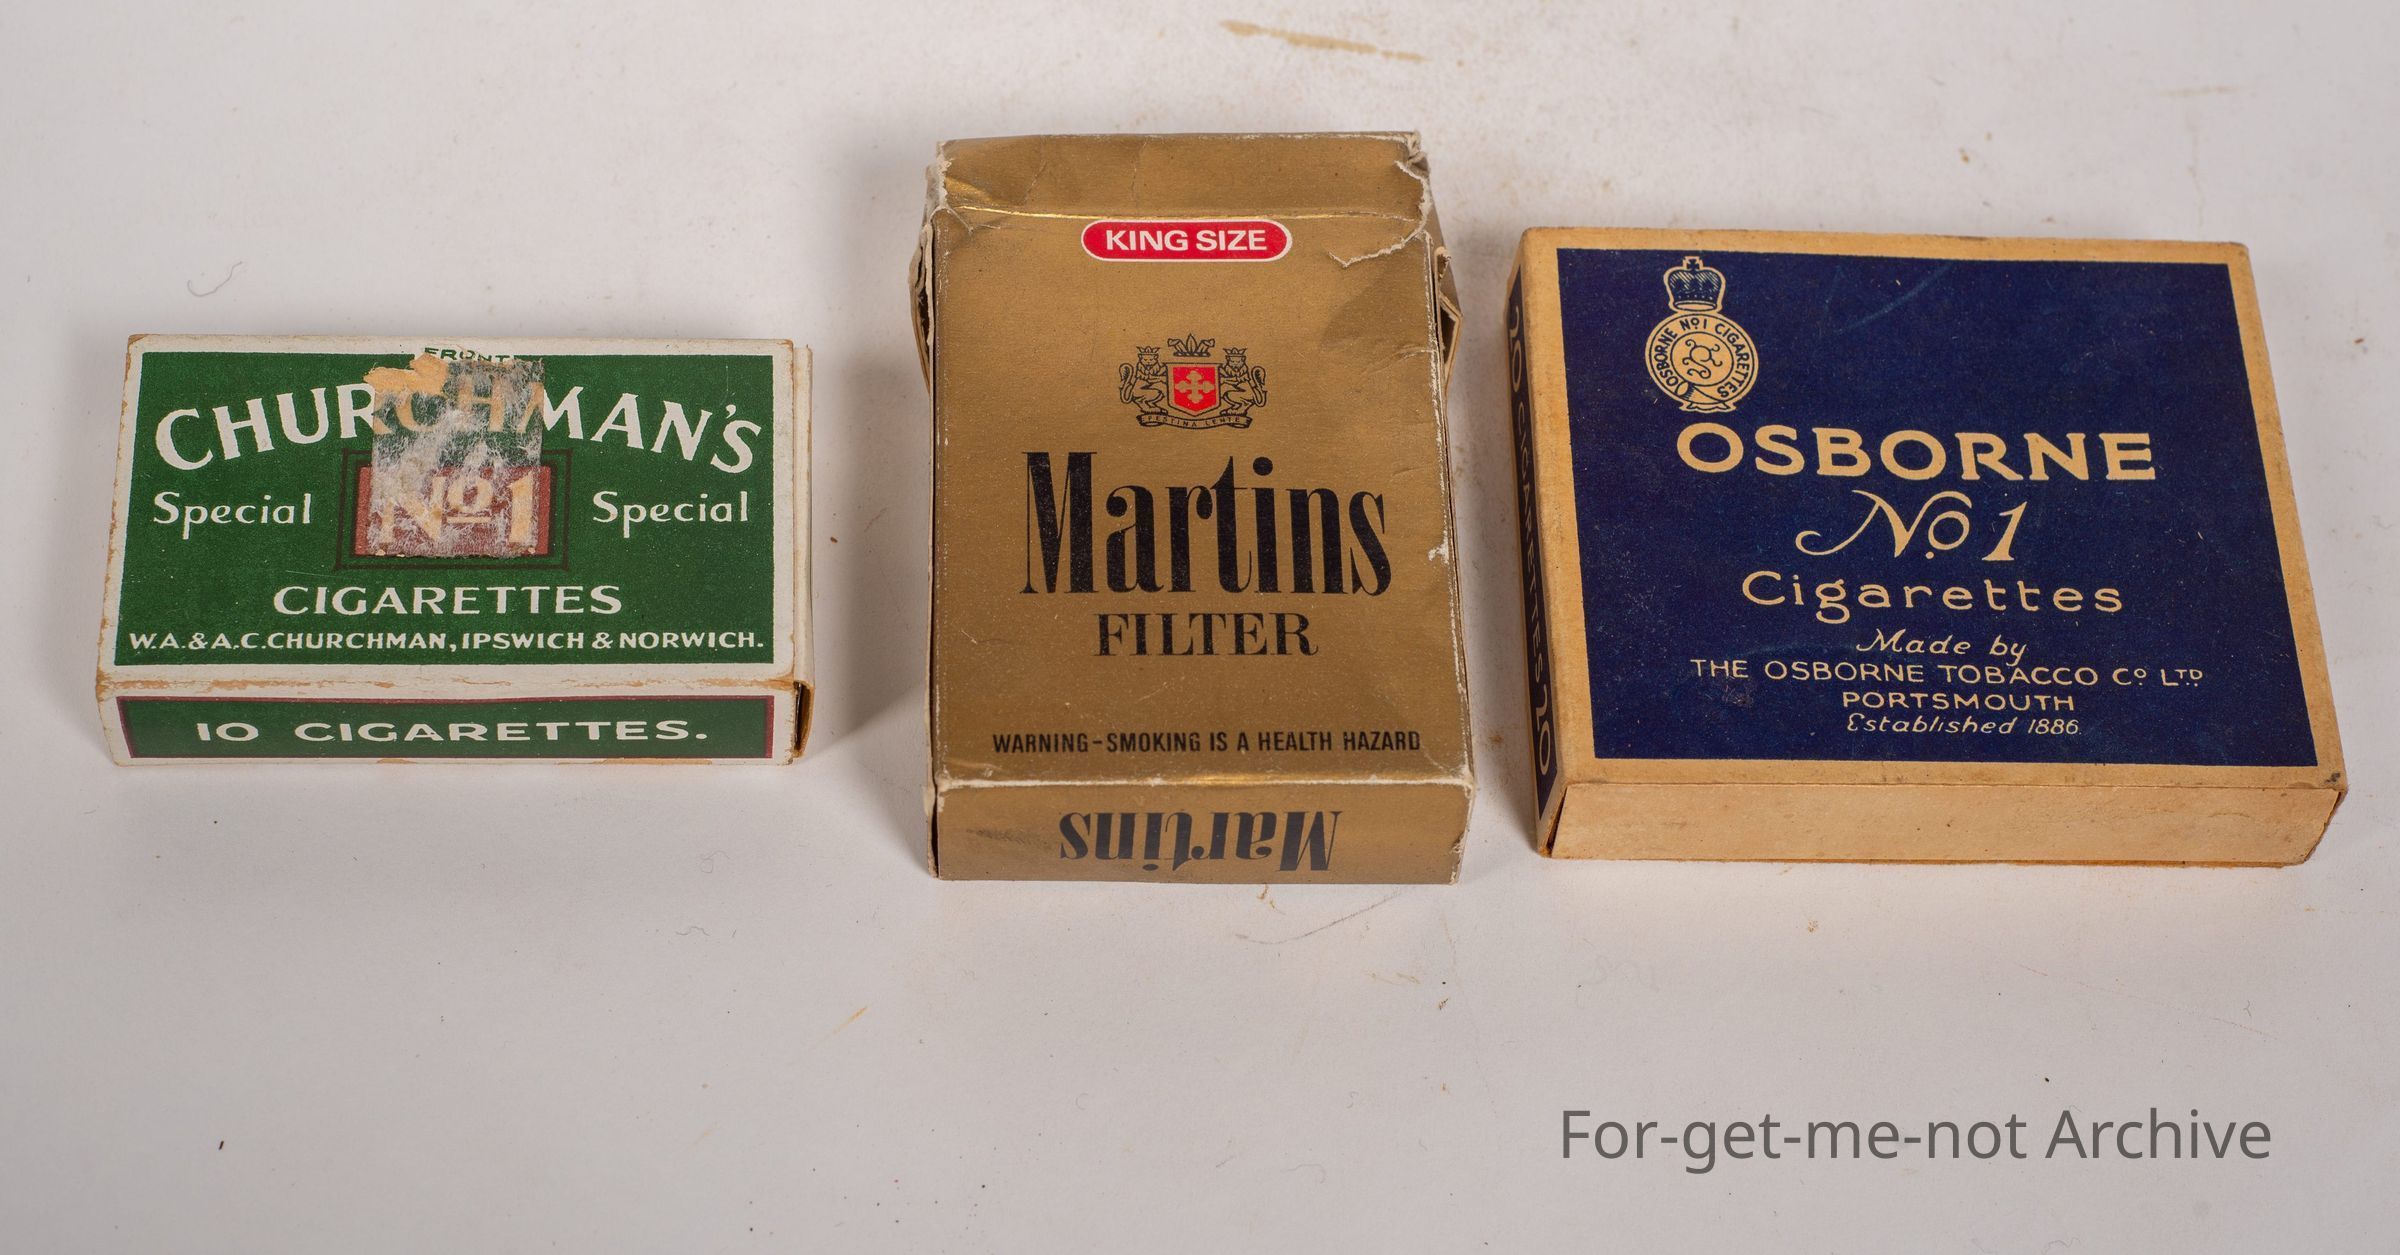 FRONT
CHURCHMAN'S
Special No 1 Special
CIGARETTES
W.A. & A.C. CHURCHMAN, IPSWICH & NORWICH.
10 CIGARETTES.
KING SIZE
FESTINA LENTE
Martins
FILTER
WARNING-SMOKING IS A HEALTH HAZARD
Martins
OSBORNE No 1 CIGARETTES
OSBORNE
No. 1
Cigarettes
Made by
THE OSBORNE TOBACCO Co LTD.
PORTSMOUTH
Established 1886.
20 CIGARETTES 20
For-get-me-not Archive